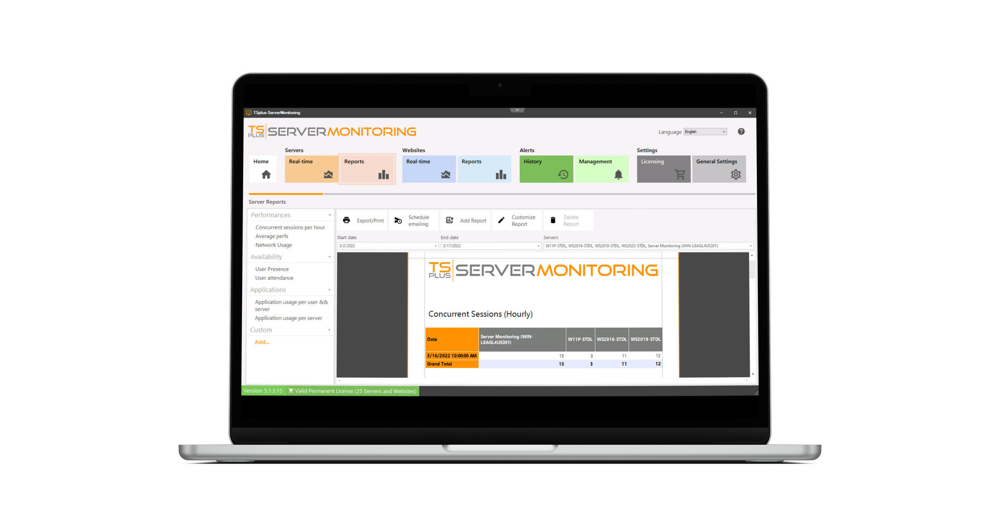 TSplus-ServerMonitoring
TS PLUS SERVERMONITORING
Language English
Servers Websites Alerts Settings
Home Real-time Reports Real-time Reports History Management Licensing General Settings
Server Reports
Performances
Concurrent sessions per hour
Average perfs
Network Usage
Availability
User Presence
User attendance
Applications
Application usage per user &&
server
Application usage per server
Custom
Add...
Export/Print
Schedule
emailing
Add Report
Customize
Report
Delete
Report
Start date End date Servers
3/2/2022 3/17/2022 W11P-STDL, WS2016-STDL, WS2019-STDL, WS2022-STDL, Server Monitoring (WIN-L8AGL4US301)
TS PLUS SERVERMONITORING
Concurrent Sessions (Hourly)
Date Server Monitoring (WIN-
L8AGL4US301) W11P-STDL WS2016-STDL WS2019-STDL
3/16/2022 10:00:00 AM 15 3 11 12
Grand Total 15 3 11 12
Version: 5.1.3.15 Valid Permanent License (25 Servers and Websites)